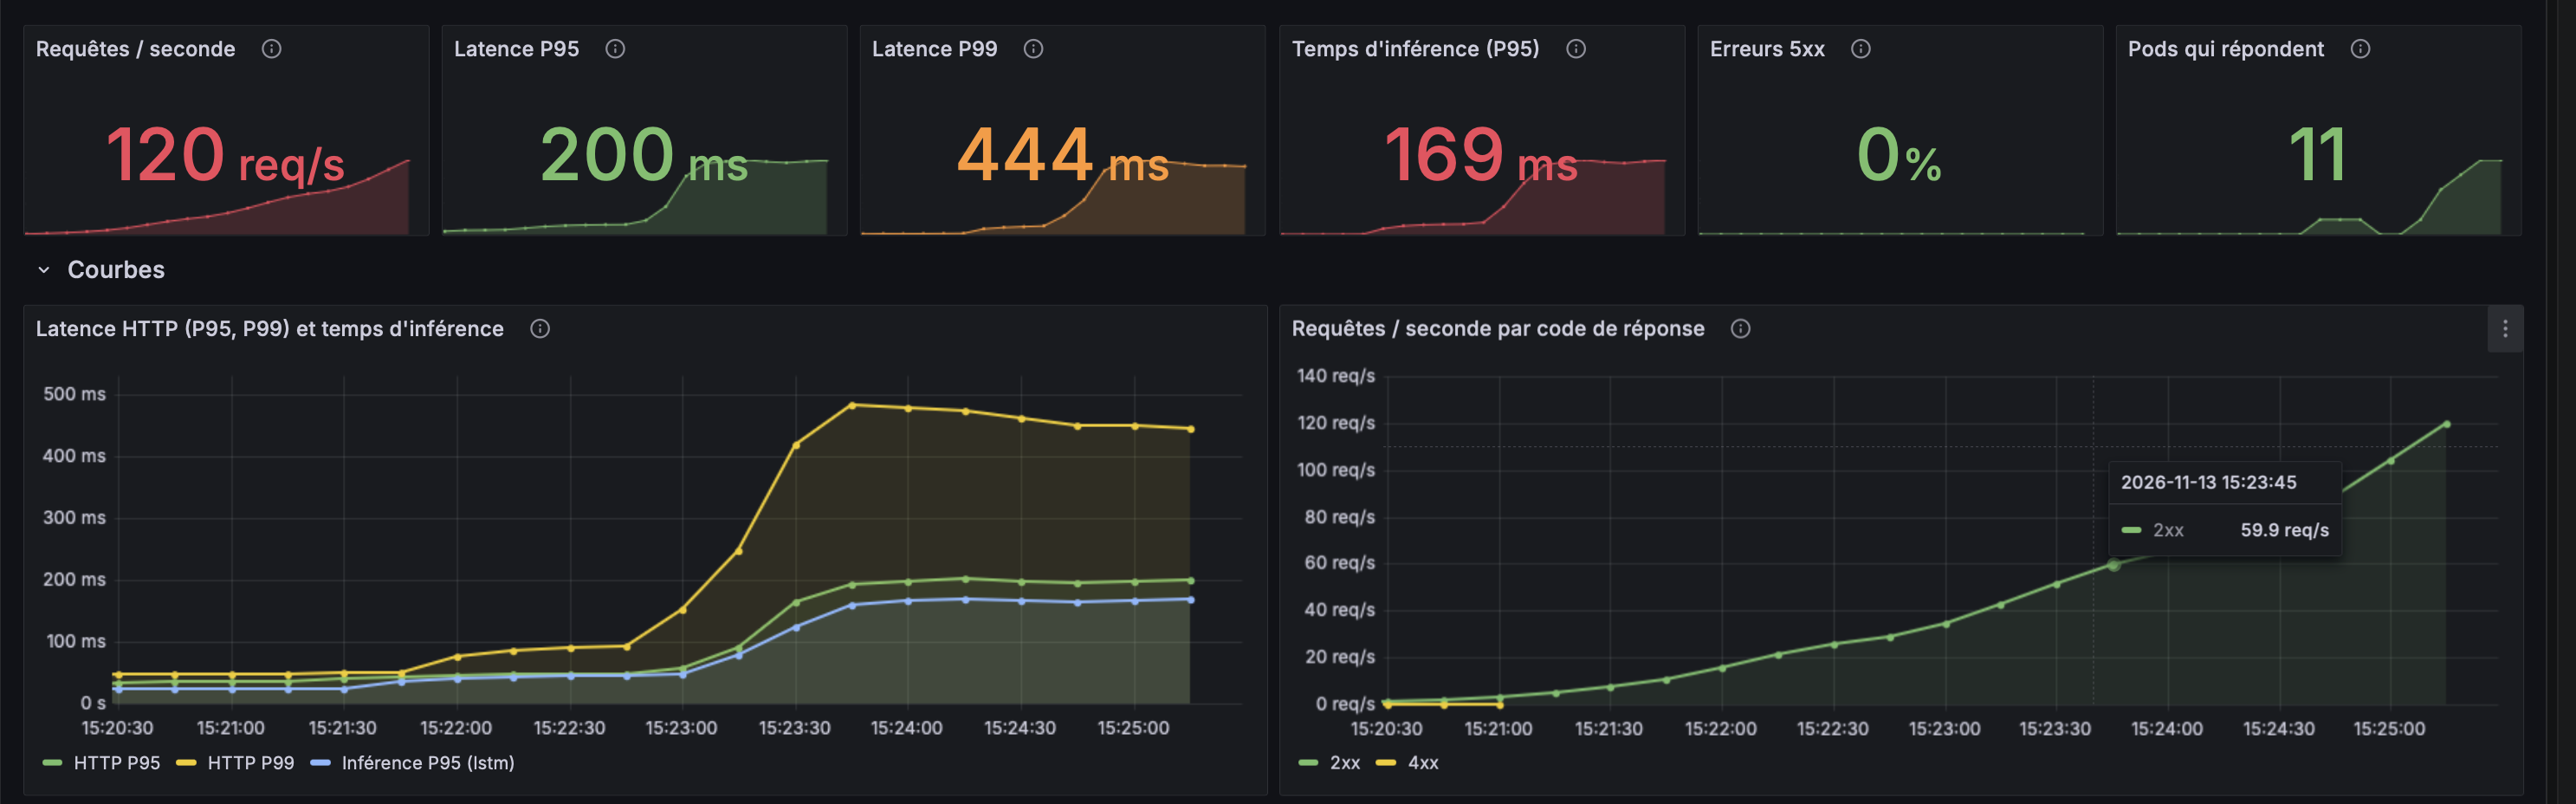 Requêtes / seconde
Latence P95
Latence P99
Temps d'inférence (P95)
Erreurs 5xx
Pods qui répondent
120 req/s
200 ms
444 ms
169 ms
0%
11
Courbes
Latence HTTP (P95, P99) et temps d'inférence
500 ms
400 ms
300 ms
200 ms
100 ms
0 s
15:20:30 15:21:00 15:21:30 15:22:00 15:22:30 15:23:00 15:23:30 15:24:00 15:24:30 15:25:00
HTTP P95 HTTP P99 Inférence P95 (lstm)
Requêtes / seconde par code de réponse
140 req/s
120 req/s
100 req/s
80 req/s
60 req/s
40 req/s
20 req/s
0 req/s
2026-11-13 15:23:45
2xx 59.9 req/s
15:20:30 15:21:00 15:21:30 15:22:00 15:22:30 15:23:00 15:23:30 15:24:00 15:24:30 15:25:00
2xx 4xx